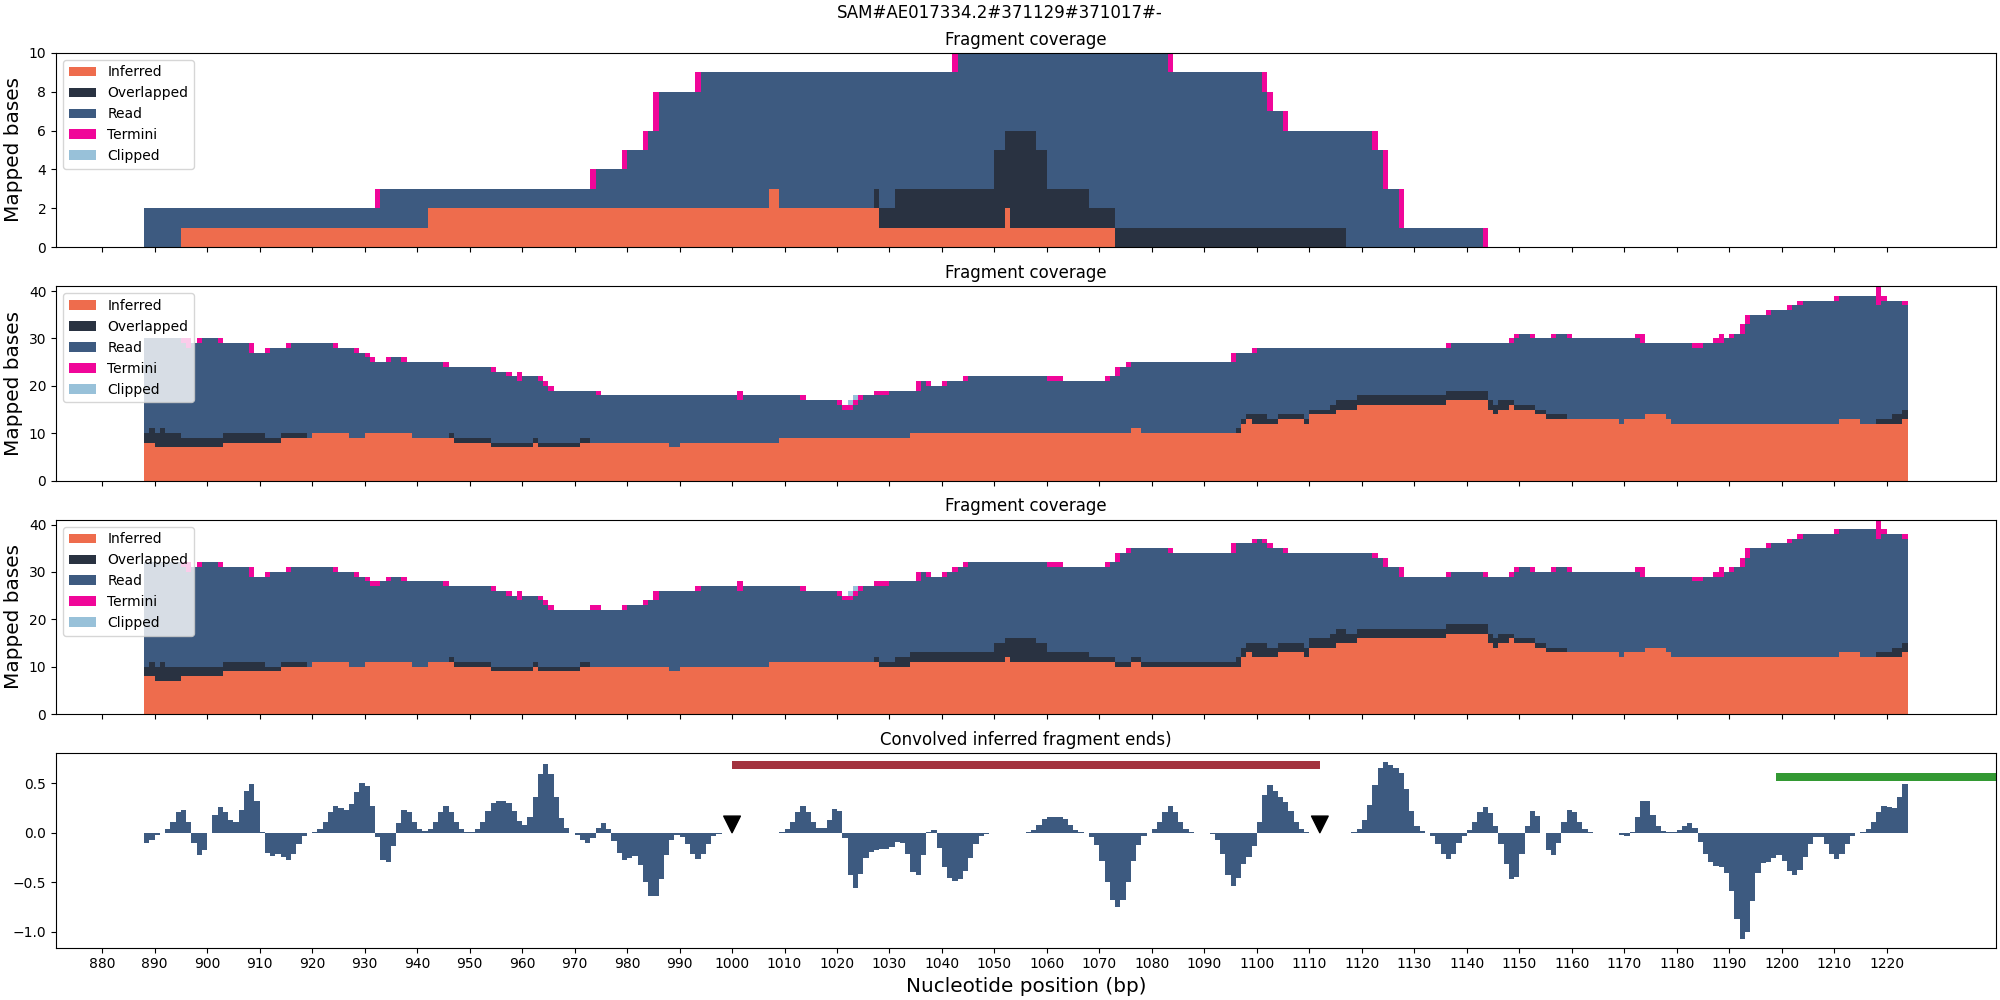 SAM#AE017334.2#371129#371017#-
Fragment coverage
Mapped bases
10
8
6
4
2
0
Inferred
Overlapped
Read
Termini
Clipped
Fragment coverage
Mapped bases
40
30
20
10
0
Inferred
Overlapped
Read
Termini
Clipped
Fragment coverage
Mapped bases
40
30
20
10
0
Inferred
Overlapped
Read
Termini
Clipped
Convolved inferred fragment ends)
0.5
0.0
−0.5
−1.0
880 890 900 910 920 930 940 950 960 970 980 990 1000 1010 1020 1030 1040 1050 1060 1070 1080 1090 1100 1110 1120 1130 1140 1150 1160 1170 1180 1190 1200 1210 1220
Nucleotide position (bp)